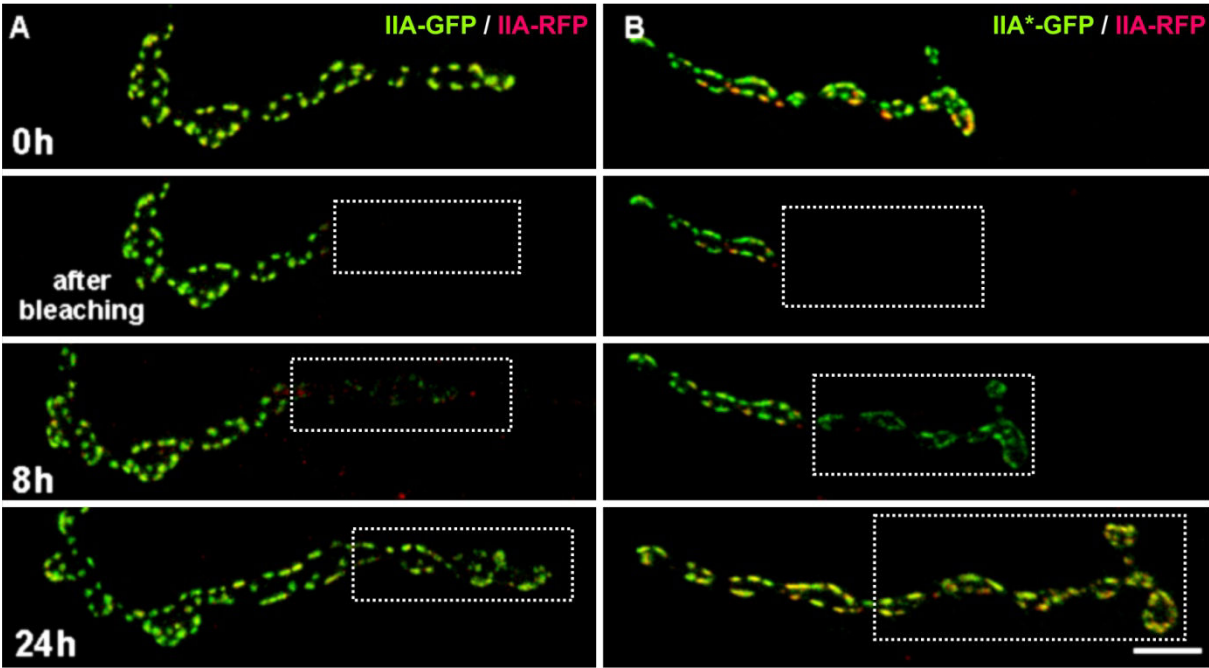 A IIA-GFP / IIA-RFP
0h
after
bleaching
8h
24h
B IIA*-GFP / IIA-RFP